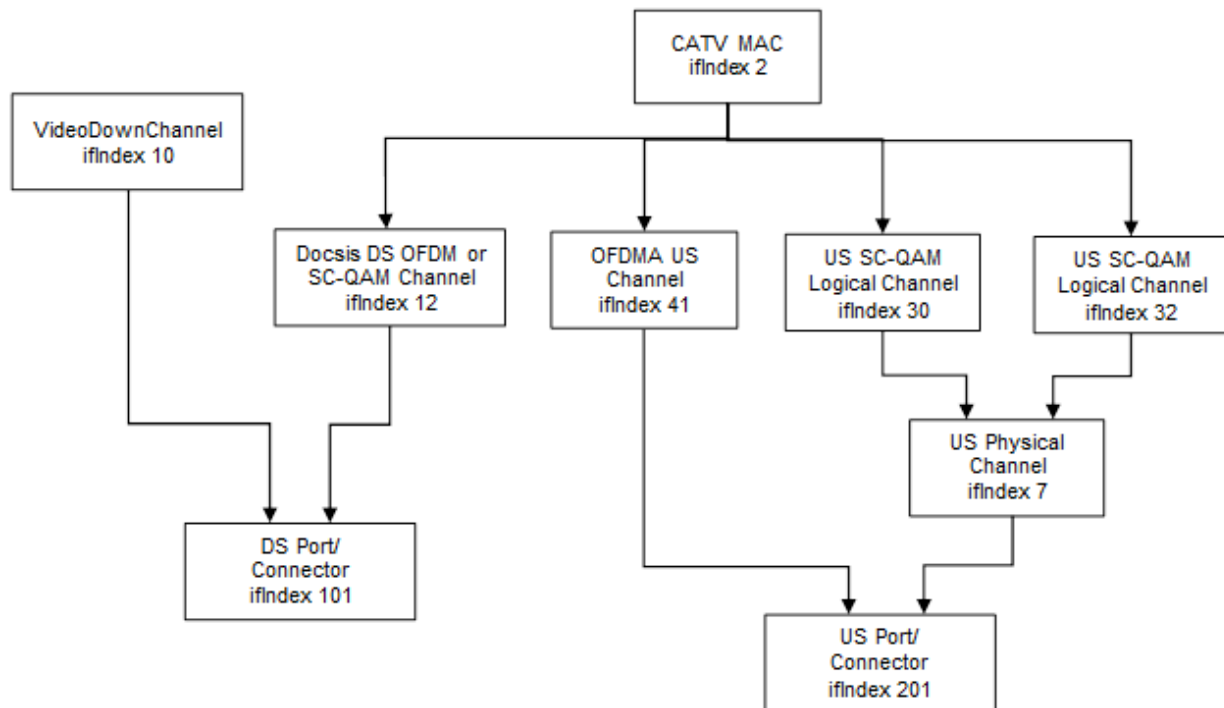 CATV MAC
ifIndex 2
VideoDownChannel
ifIndex 10
Docsis DS OFDM or
SC-QAM Channel
ifIndex 12
OFDMA US
Channel
ifIndex 41
US SC-QAM
Logical Channel
ifIndex 30
US SC-QAM
Logical Channel
ifIndex 32
US Physical
Channel
ifIndex 7
DS Port/
Connector
ifIndex 101
US Port/
Connector
ifIndex 201